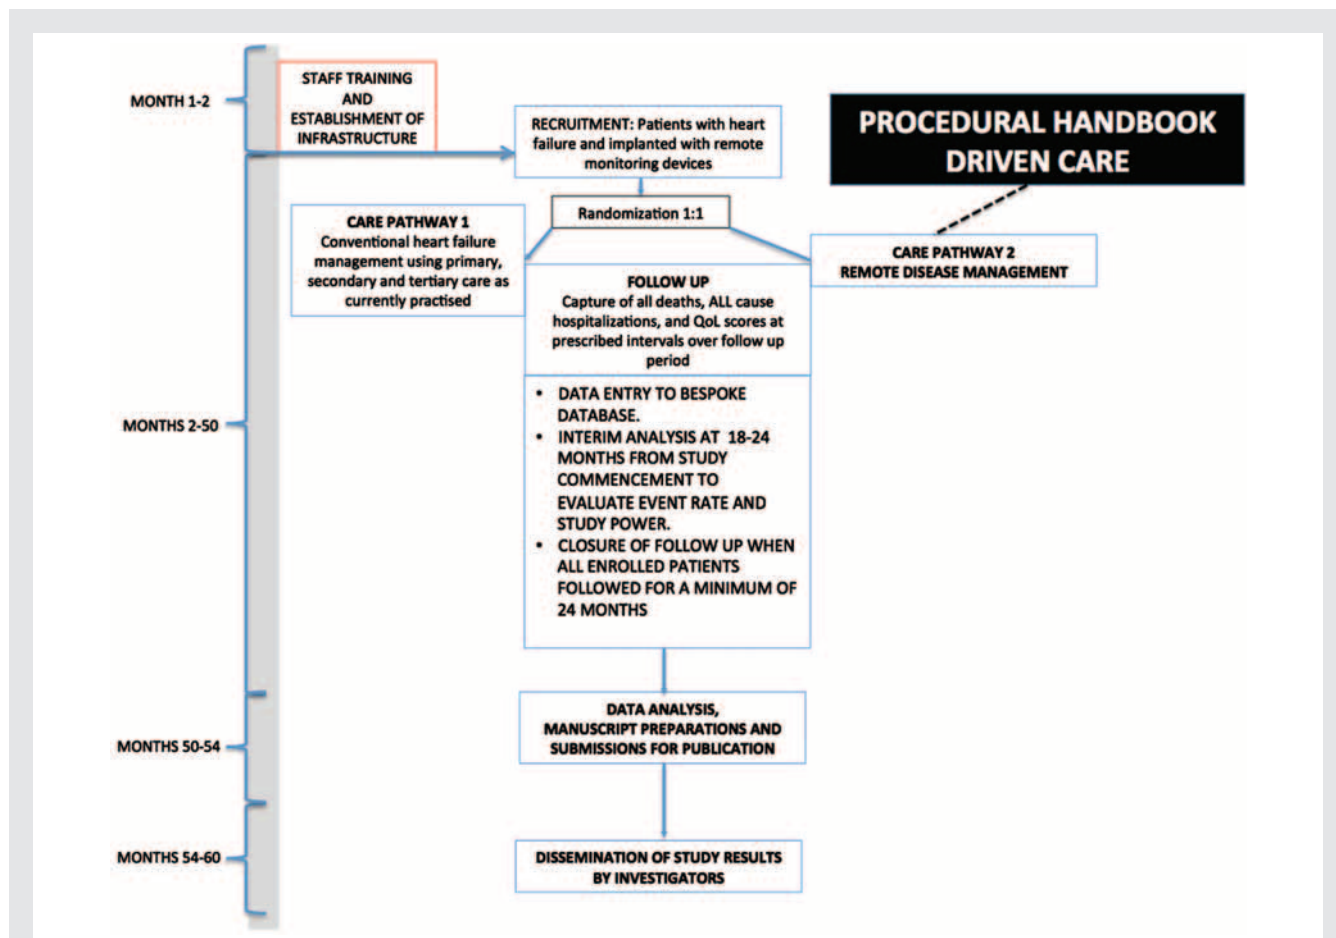 MONTH 1-2
STAFF TRAINING
AND
ESTABLISHMENT OF
INFRASTRUCTURE
RECRUITMENT: Patients with heart
failure and implanted with remote
monitoring devices
PROCEDURAL HANDBOOK
DRIVEN CARE
Randomization 1:1
CARE PATHWAY 1
Conventional heart failure
management using primary,
secondary and tertiary care as
currently practised
CARE PATHWAY 2
REMOTE DISEASE MANAGEMENT
FOLLOW UP
Capture of all deaths, ALL cause
hospitalizations, and QoL scores at
prescribed intervals over follow up
period
MONTHS 2-50
• DATA ENTRY TO BESPOKE
DATABASE.
• INTERIM ANALYSIS AT 18-24
MONTHS FROM STUDY
COMMENCEMENT TO
EVALUATE EVENT RATE AND
STUDY POWER.
• CLOSURE OF FOLLOW UP WHEN
ALL ENROLLED PATIENTS
FOLLOWED FOR A MINIMUM OF
24 MONTHS
MONTHS 50-54
DATA ANALYSIS,
MANUSCRIPT PREPARATIONS AND
SUBMISSIONS FOR PUBLICATION
MONTHS 54-60
DISSEMINATION OF STUDY RESULTS
BY INVESTIGATORS